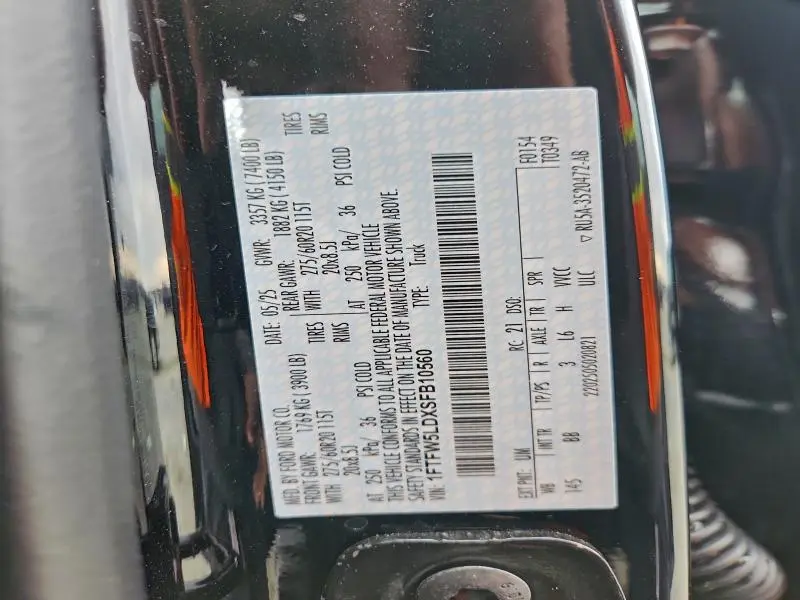 MFD. BY FORD MOTOR CO.
DATE: 05/25 GVWR: 3357 KG (7400 LB)
FRONT GAWR: 1769 KG (3900 LB) REAR GAWR: 1882 KG (4150 LB)
WITH 275/60R20 115T TIRES WITH 275/60R20 115T TIRES
20x8.5J RIMS 20x8.5J RIMS
AT 250 kPa/ 36 PSI COLD AT 250 kPa/ 36 PSI COLD
THIS VEHICLE CONFORMS TO ALL APPLICABLE FEDERAL MOTOR VEHICLE
SAFETY STANDARDS IN EFFECT ON THE DATE OF MANUFACTURE SHOWN ABOVE.
VIN: 1FTFW5LDXSFB10560 TYPE: Truck
F0154
T0349
EXT PNT: UM RC: 21 DSO:
WB INT TR TP/PS R AXLE TR SPR
145 BB 3 L6 H VVCC
2202505020821 ULC ▽ RU5A-3520472-AB